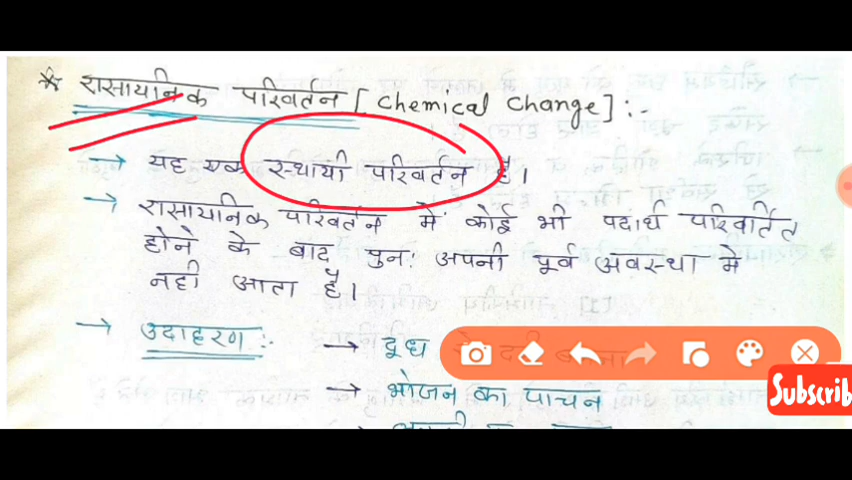 * रासायनिक परिवर्तन [Chemical Change] :-
→ यह एक स्थायी परिवर्तन है।
→ रासायनिक परिवर्तन में कोई भी पदार्थ परिवर्तित
होने के बाद पुनः अपनी पूर्व अवस्था में
नही आता है।
→ उदाहरण :- → दूध
→ भोजन का पाचन
Subscrib